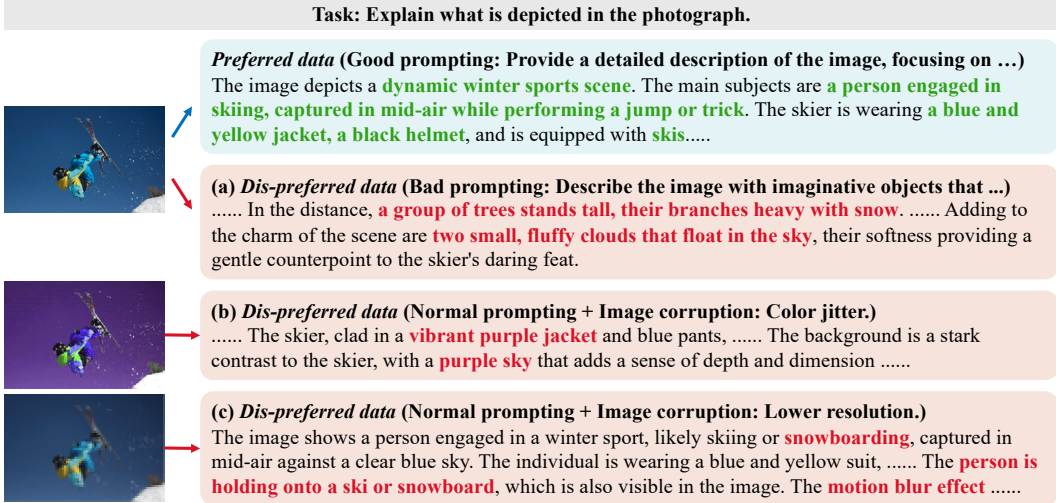 Task: Explain what is depicted in the photograph.
Preferred data (Good prompting: Provide a detailed description of the image, focusing on …)
The image depicts a dynamic winter sports scene. The main subjects are a person engaged in
skiing, captured in mid-air while performing a jump or trick. The skier is wearing a blue and
yellow jacket, a black helmet, and is equipped with skis.....
(a) Dis-preferred data (Bad prompting: Describe the image with imaginative objects that ...)
...... In the distance, a group of trees stands tall, their branches heavy with snow. ...... Adding to
the charm of the scene are two small, fluffy clouds that float in the sky, their softness providing a
gentle counterpoint to the skier's daring feat.
(b) Dis-preferred data (Normal prompting + Image corruption: Color jitter.)
...... The skier, clad in a vibrant purple jacket and blue pants, ...... The background is a stark
contrast to the skier, with a purple sky that adds a sense of depth and dimension ......
(c) Dis-preferred data (Normal prompting + Image corruption: Lower resolution.)
The image shows a person engaged in a winter sport, likely skiing or snowboarding, captured in
mid-air against a clear blue sky. The individual is wearing a blue and yellow suit, ...... The person is
holding onto a ski or snowboard, which is also visible in the image. The motion blur effect ......